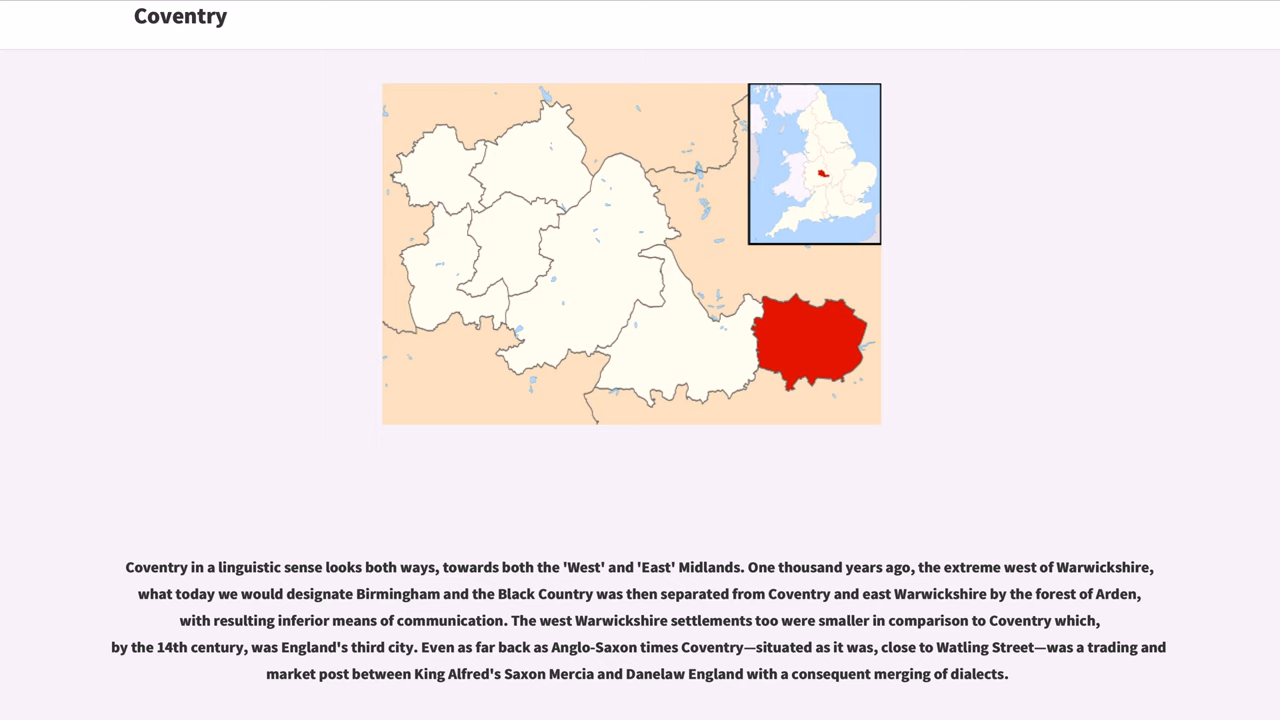 Coventry
Coventry in a linguistic sense looks both ways, towards both the 'West' and 'East' Midlands. One thousand years ago, the extreme west of Warwickshire,
what today we would designate Birmingham and the Black Country was then separated from Coventry and east Warwickshire by the forest of Arden,
with resulting inferior means of communication. The west Warwickshire settlements too were smaller in comparison to Coventry which,
by the 14th century, was England's third city. Even as far back as Anglo-Saxon times Coventry—situated as it was, close to Watling Street—was a trading and
market post between King Alfred's Saxon Mercia and Danelaw England with a consequent merging of dialects.